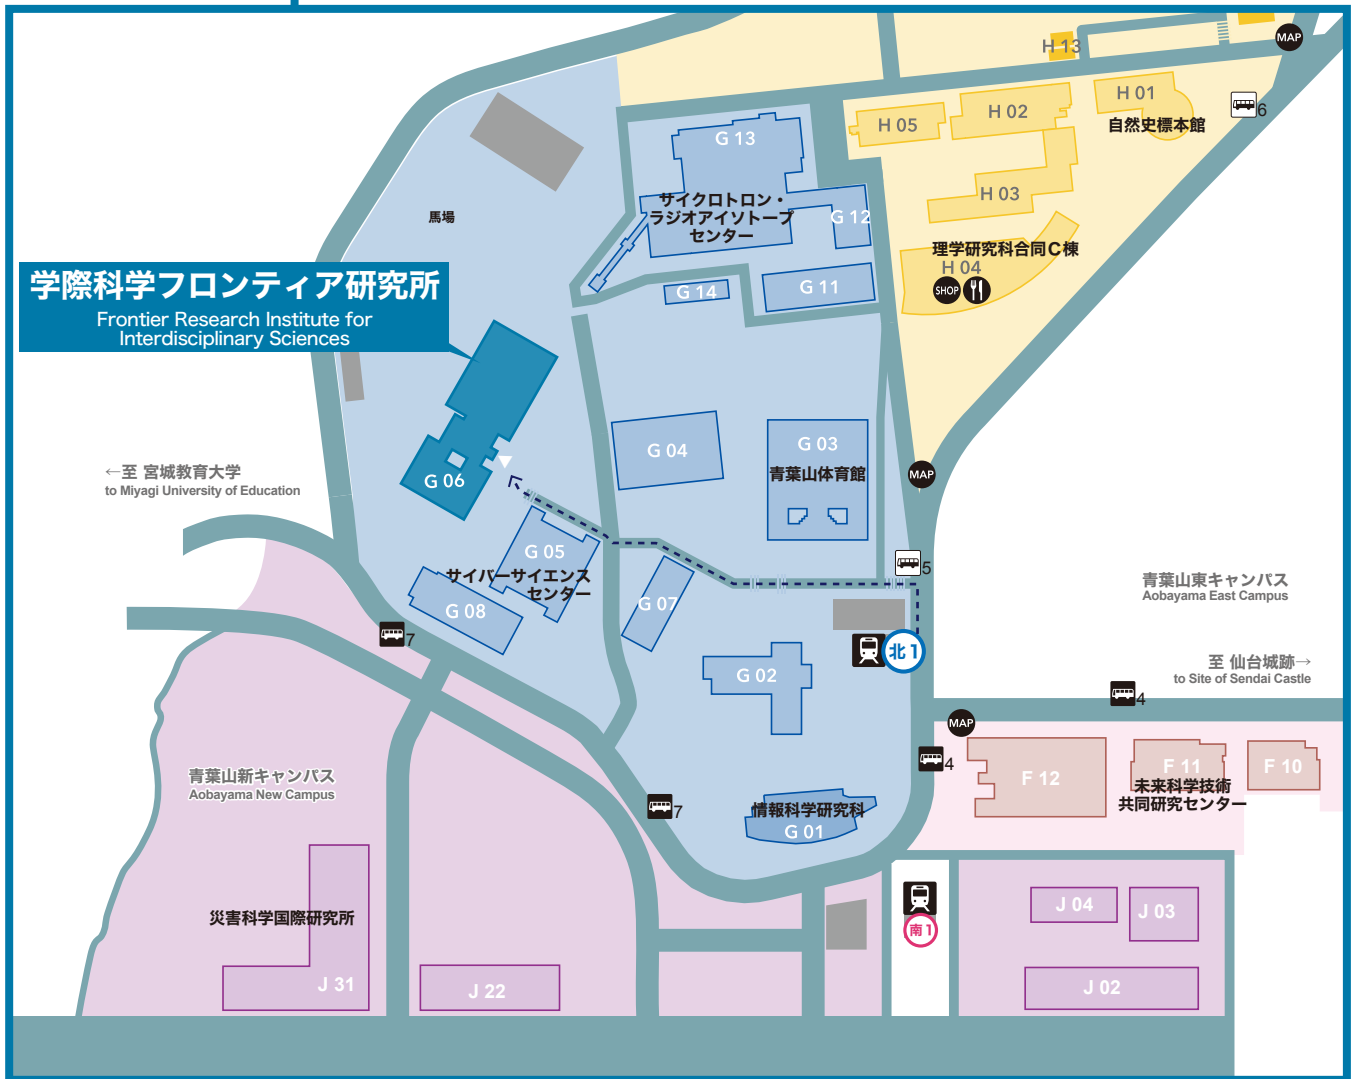 H 13
MAP
G 13
H 05
H 02
H 01
自然史標本館
6
馬場
サイクロトロン・
ラジオアイソトープ
センター
G 12
H 03
理学研究科合同C棟
H 04
SHOP
G 14
G 11
学際科学フロンティア研究所
Frontier Research Institute for
Interdisciplinary Sciences
G 04
G 03
青葉山体育館
MAP
G 06
←至 宮城教育大学
to Miyagi University of Education
G 05
サイバーサイエンス
センター
G 08
G 07
5
青葉山東キャンパス
Aobayama East Campus
7
北1
G 02
至 仙台城跡→
to Site of Sendai Castle
4
MAP
4
F 12
F 11
F 10
未来科学技術
共同研究センター
青葉山新キャンパス
Aobayama New Campus
7
情報科学研究科
G 01
災害科学国際研究所
J 31
J 22
南1
J 04
J 03
J 02